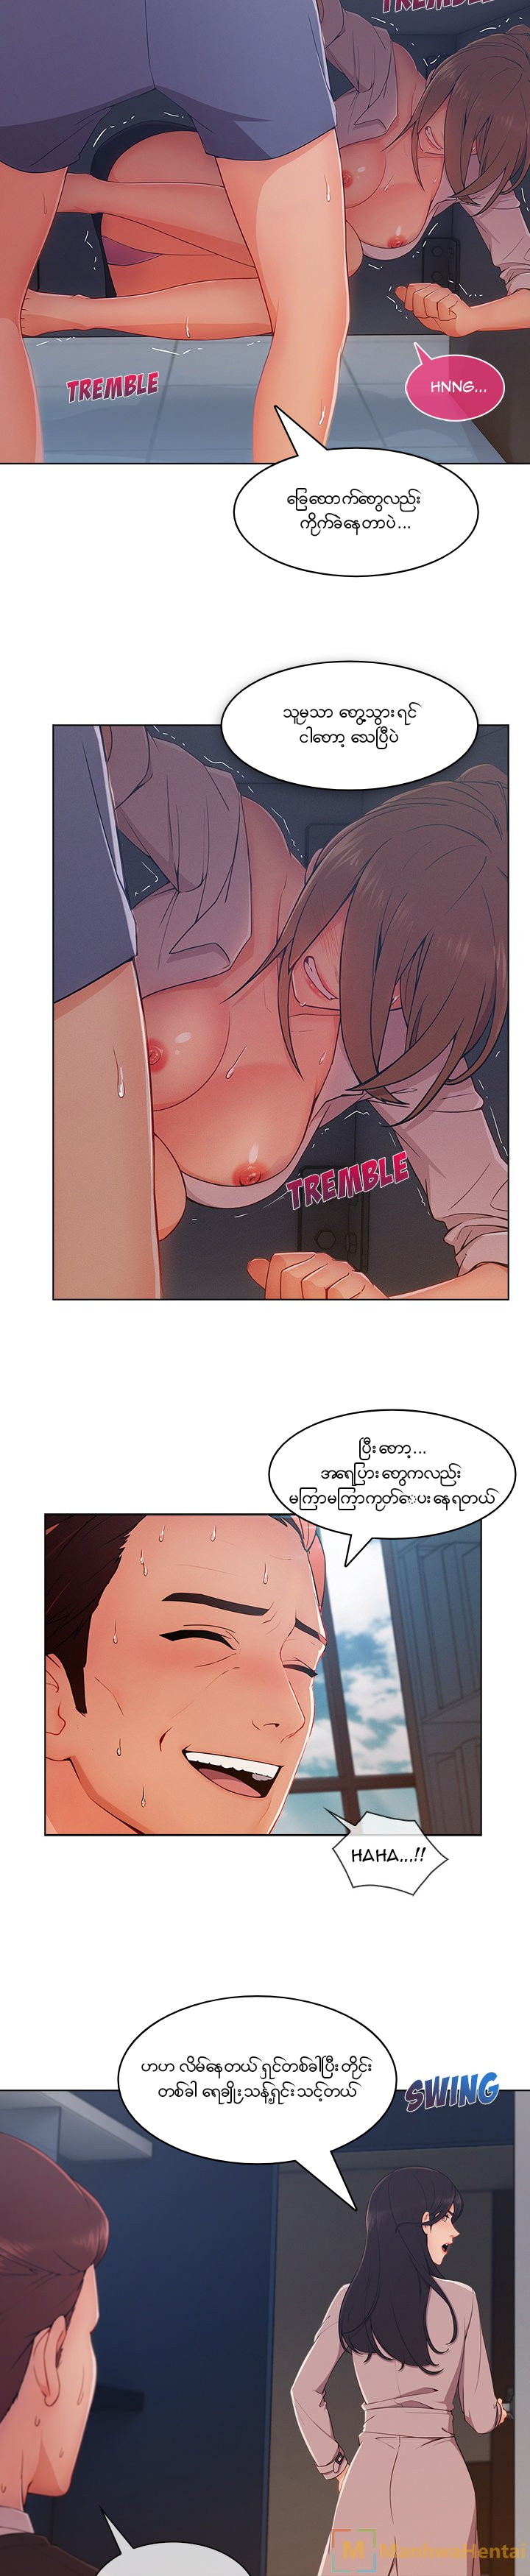 TREMBLE
TREMBLE
HNNG...
ခြေထောက်တွေလည်း
ကိုက်ခဲနေတာပဲ...
သူမသာ တွေ့သွားရင်
ငါတော့ သေပြီပဲ
TREMBLE
ပြီးတော့...
အရေပြားတွေကလည်း
မကြာမကြာကုတ်ပေးနေရတယ်
HAHA...!!
ဟဟ လိမ်နေတယ် ရှင်တစ်ခါပြီးတိုင်း
တစ်ခါ ရေချိုးသန့်ရှင်းသင့်တယ်
SWING
M ManhwaHentai